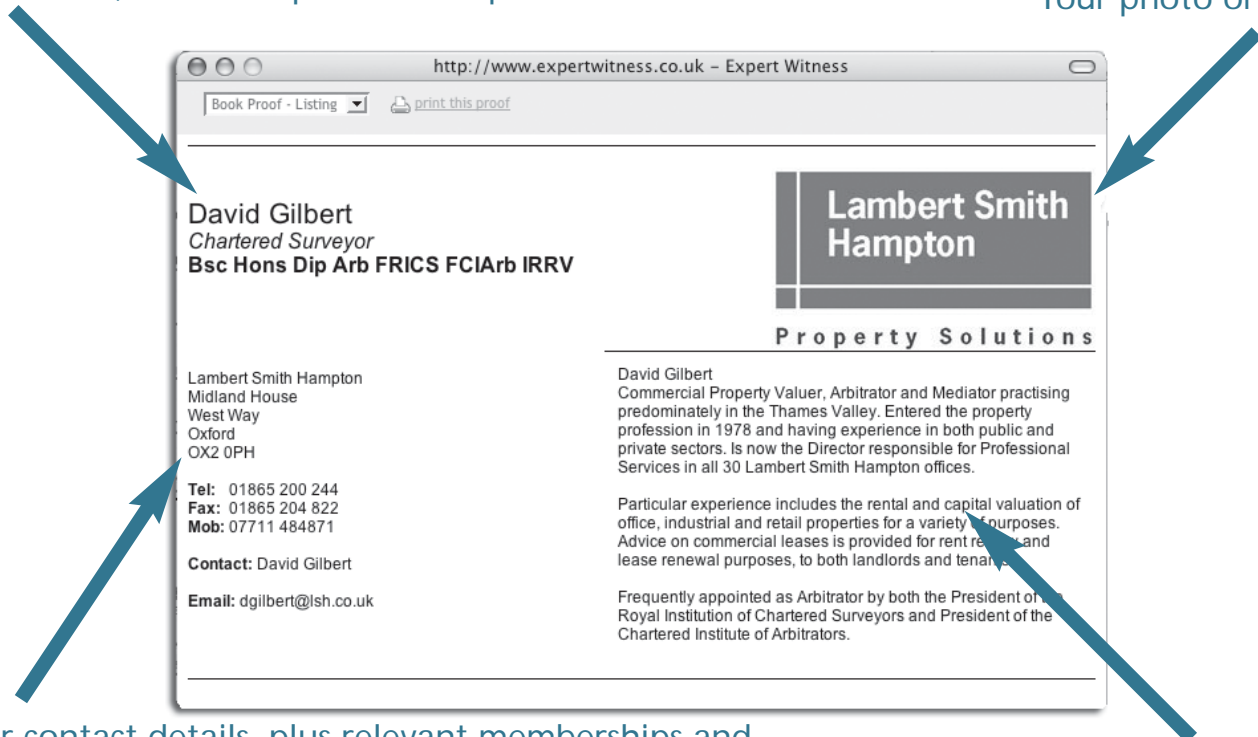 Your photo or
http://www.expertwitness.co.uk – Expert Witness
Book Proof - Listing
print this proof
David Gilbert
Chartered Surveyor
Bsc Hons Dip Arb FRICS FCIArb IRRV
Lambert Smith
Hampton
Property Solutions
Lambert Smith Hampton
Midland House
West Way
Oxford
OX2 0PH
Tel: 01865 200 244
Fax: 01865 204 822
Mob: 07711 484871
Contact: David Gilbert
Email: dgilbert@lsh.co.uk
David Gilbert
Commercial Property Valuer, Arbitrator and Mediator practising
predominately in the Thames Valley. Entered the property
profession in 1978 and having experience in both public and
private sectors. Is now the Director responsible for Professional
Services in all 30 Lambert Smith Hampton offices.
Particular experience includes the rental and capital valuation of
office, industrial and retail properties for a variety of purposes.
Advice on commercial leases is provided for rent and
lease renewal purposes, to both landlords and
Frequently appointed as Arbitrator by both the President of
Royal Institution of Chartered Surveyors and President of the
Chartered Institute of Arbitrators.
contact details, plus relevant memberships and